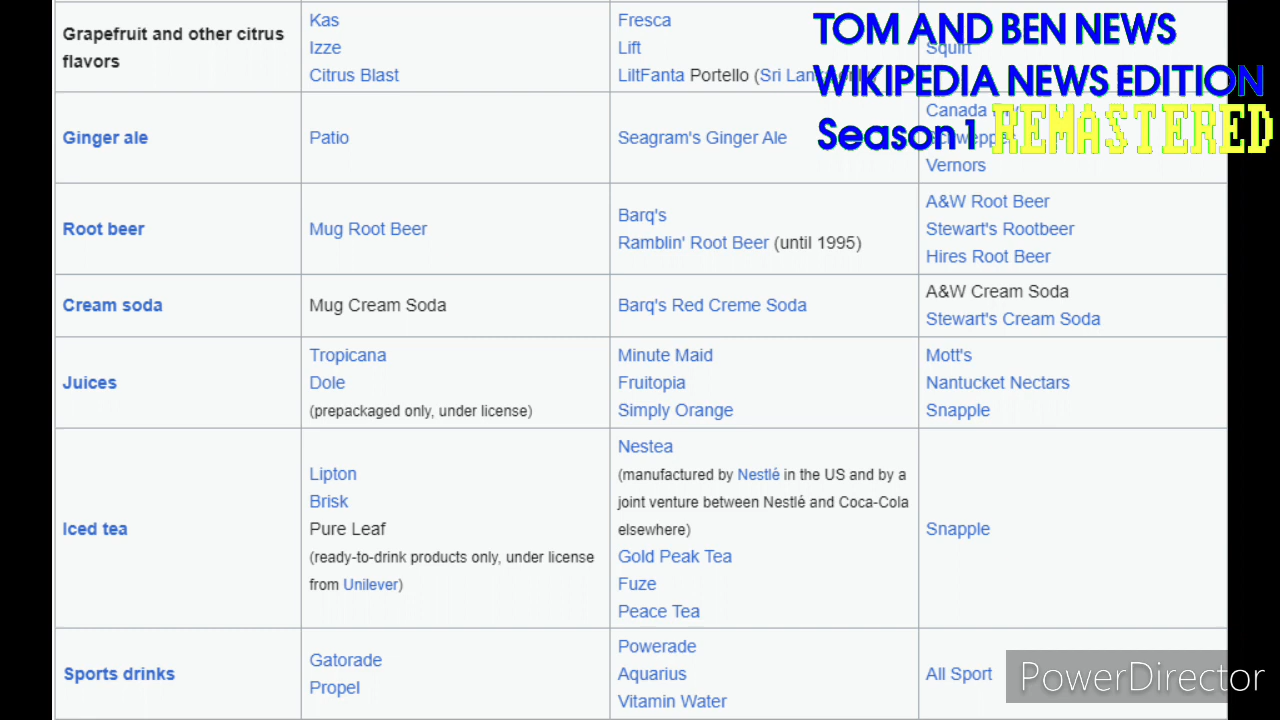 Grapefruit and other citrus
flavors
Kas
Izze
Citrus Blast
Fresca
Lift
LiltFanta Portello (Sri Lanka only)
Squirt
TOM AND BEN NEWS
WIKIPEDIA NEWS EDITION
Season 1 REMASTERED
Ginger ale
Patio
Seagram's Ginger Ale
Canada
Schweppes
Vernors
Root beer
Mug Root Beer
Barq's
Ramblin' Root Beer (until 1995)
A&W Root Beer
Stewart's Rootbeer
Hires Root Beer
Cream soda
Mug Cream Soda
Barq's Red Creme Soda
A&W Cream Soda
Stewart's Cream Soda
Juices
Tropicana
Dole
(prepackaged only, under license)
Minute Maid
Fruitopia
Simply Orange
Mott's
Nantucket Nectars
Snapple
Iced tea
Lipton
Brisk
Pure Leaf
(ready-to-drink products only, under license
from Unilever)
Nestea
(manufactured by Nestlé in the US and by a
joint venture between Nestlé and Coca-Cola
elsewhere)
Gold Peak Tea
Fuze
Peace Tea
Snapple
Sports drinks
Gatorade
Propel
Powerade
Aquarius
Vitamin Water
All Sport
PowerDirector